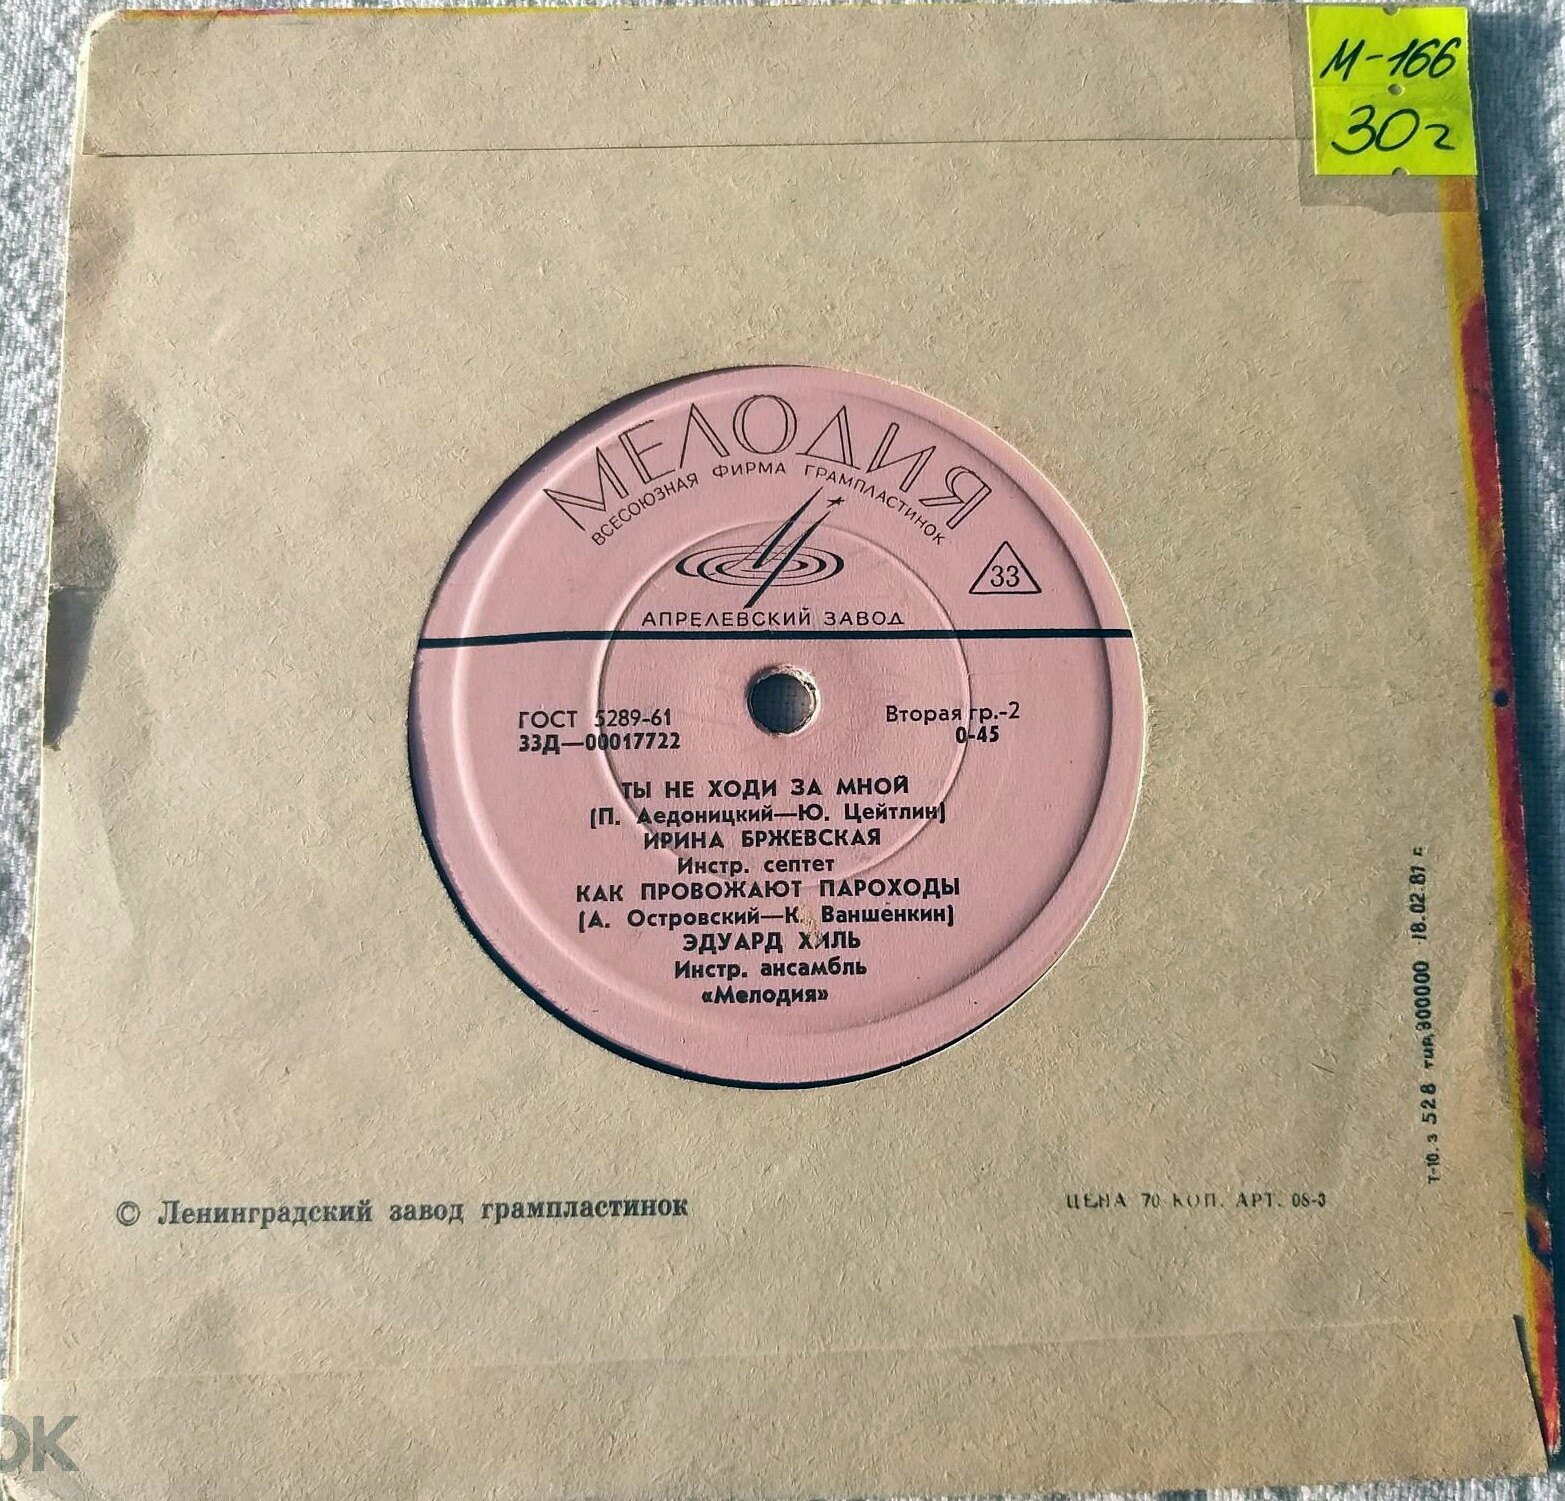 М-166
30г
МЕЛОДИЯ
ВСЕСОЮЗНАЯ ФИРМА ГРАМПЛАСТИНОК
33
АПРЕЛЕВСКИЙ ЗАВОД
ГОСТ 5289-61
33Д—00017722
Вторая гр.-2
0-45
ТЫ НЕ ХОДИ ЗА МНОЙ
(П. Аедоницкий—Ю. Цейтлин)
ИРИНА БРЖЕВСКАЯ
Инстр. септет
КАК ПРОВОЖАЮТ ПАРОХОДЫ
(А. Островский—К. Ваншенкин)
ЭДУАРД ХИЛЬ
Инстр. ансамбль
«Мелодия»
Т-10. з 528 тир. 300000 18.02.81 г.
© Ленинградский завод грампластинок
ЦЕНА 70 КОП. АРТ. 08-3
ОК